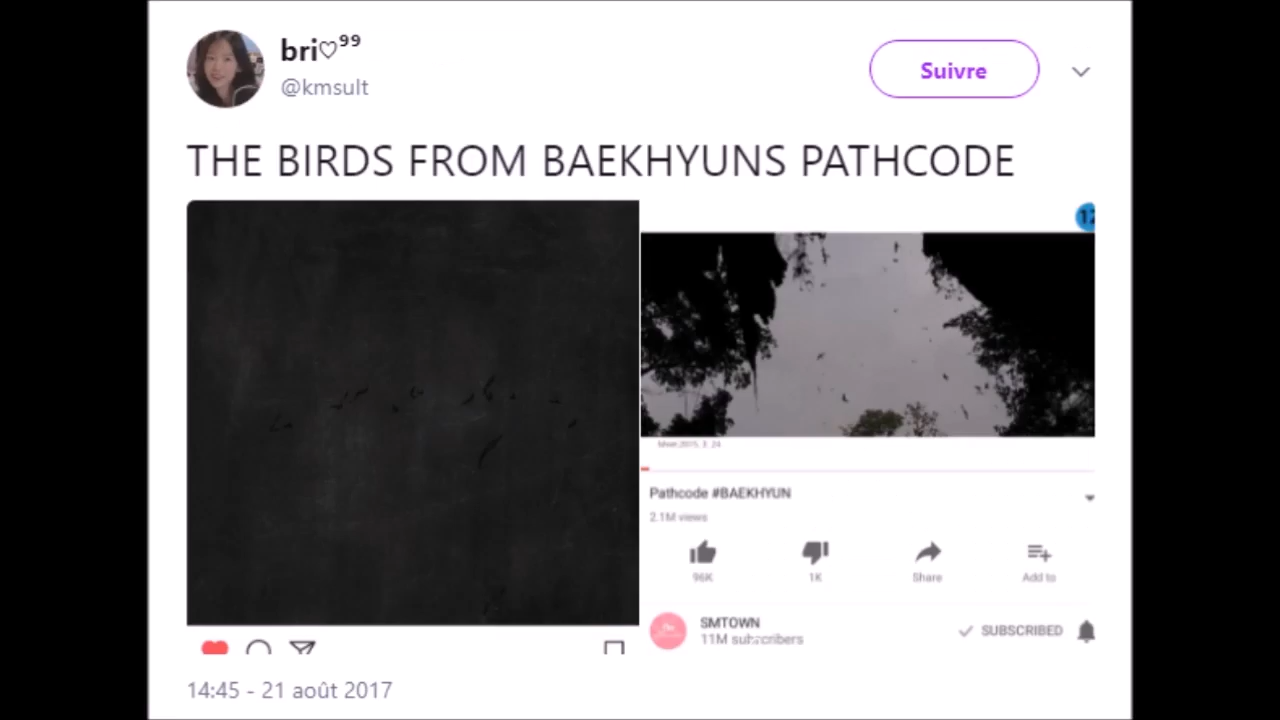 bri♡⁹⁹
@kmsult
Suivre
THE BIRDS FROM BAEKHYUNS PATHCODE
12
Pathcode #BAEKHYUN
2.1M views
96K
1K
Share
Add to
SMTOWN
11M subscribers
SUBSCRIBED
14:45 - 21 août 2017